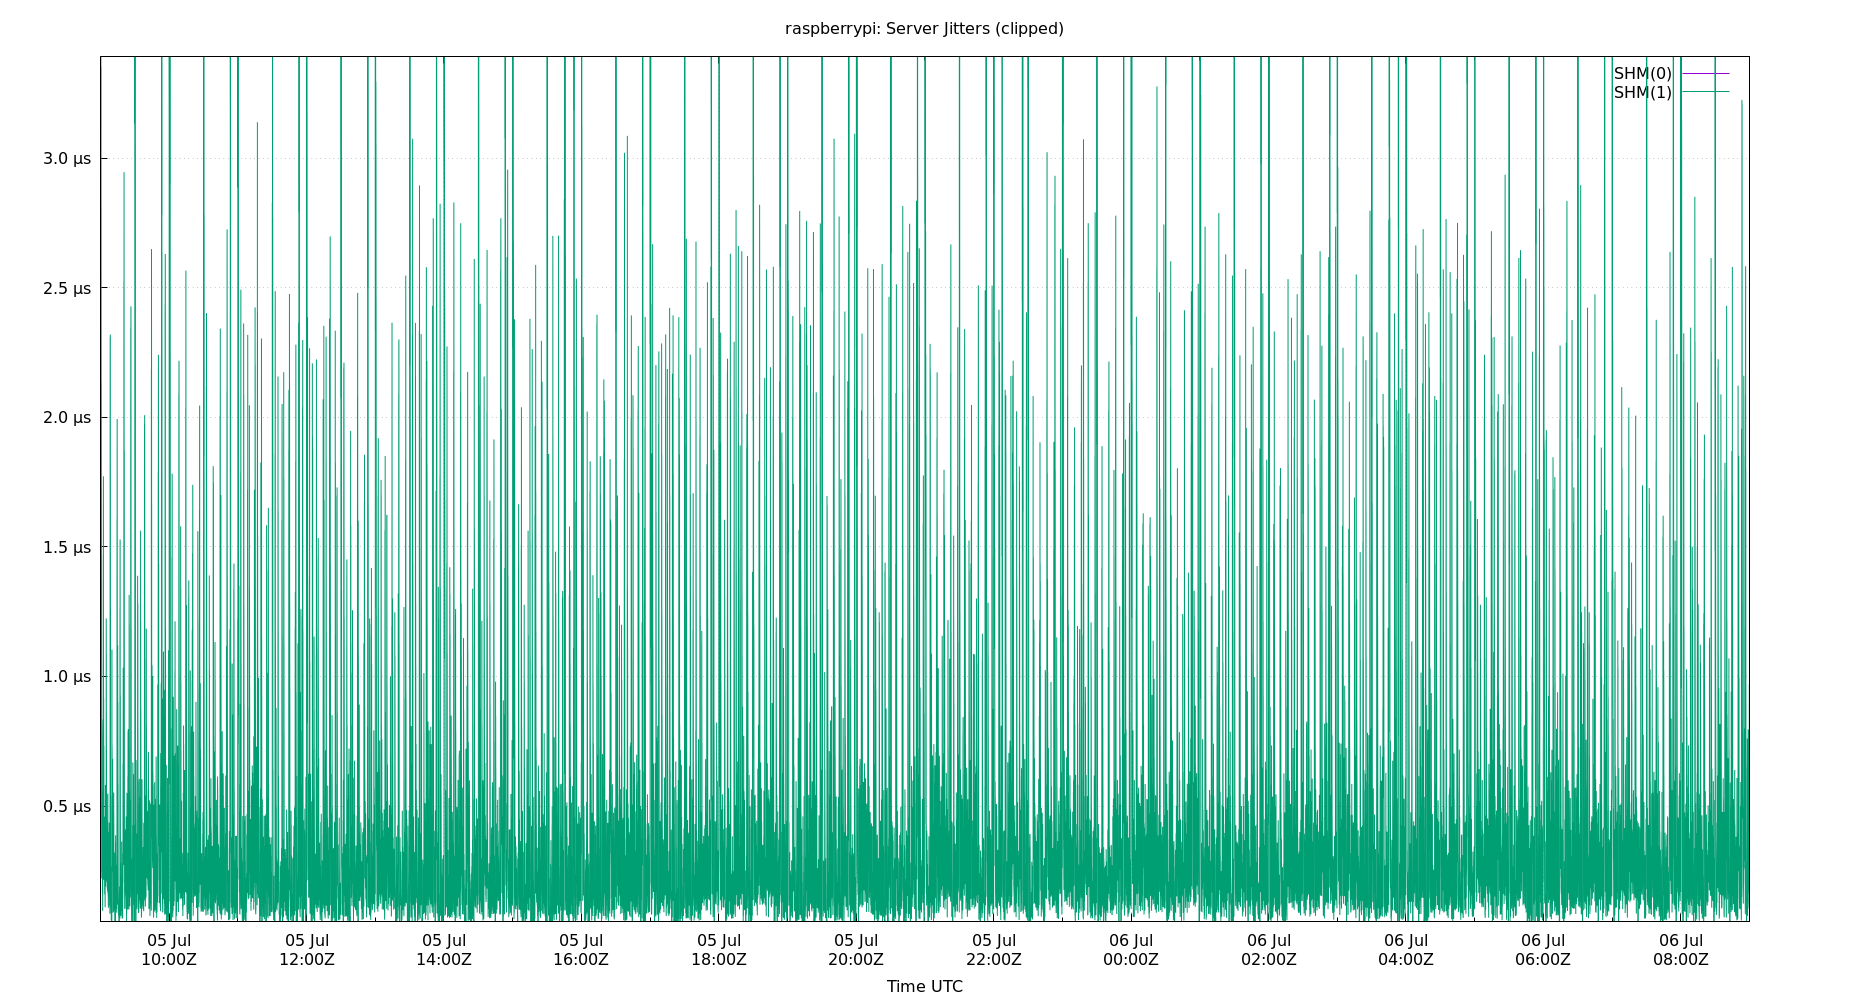 raspberrypi: Server Jitters (clipped)
SHM(0)
SHM(1)
3.0 µs
2.5 µs
2.0 µs
1.5 µs
1.0 µs
0.5 µs
05 Jul 05 Jul 05 Jul 05 Jul 05 Jul 05 Jul 05 Jul 06 Jul 06 Jul 06 Jul 06 Jul 06 Jul
10:00Z 12:00Z 14:00Z 16:00Z 18:00Z 20:00Z 22:00Z 00:00Z 02:00Z 04:00Z 06:00Z 08:00Z
Time UTC